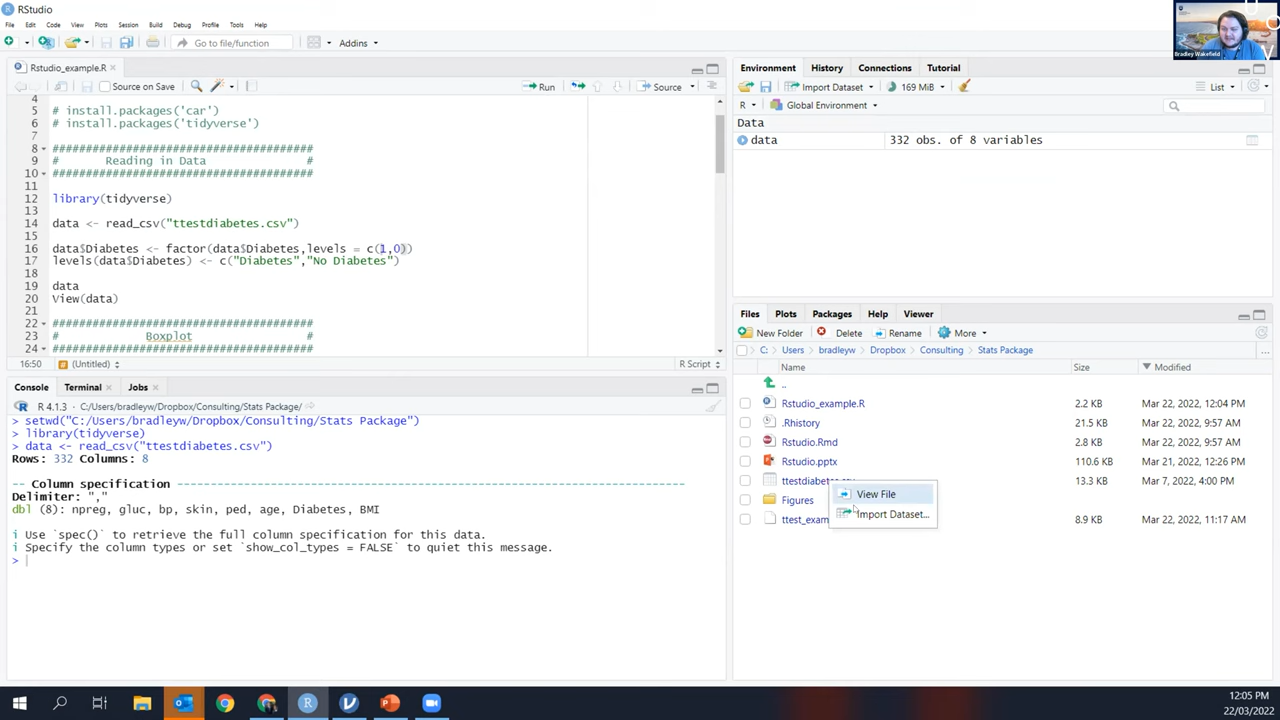 RStudio
File Edit Code View Plots Session Build Debug Profile Tools Help
Go to file/function
Addins
Bradley Wakefield
Rstudio_example.R
Source on Save
Run
Source
4
5 # install.packages('car')
6 # install.packages('tidyverse')
7
8 #######################################
9 # Reading in Data #
10 #######################################
11
12 library(tidyverse)
13
14 data <- read_csv("ttestdiabetes.csv")
15
16 data$Diabetes <- factor(data$Diabetes,levels = c(1,0))
17 levels(data$Diabetes) <- c("Diabetes","No Diabetes")
18
19 data
20 View(data)
21
22 #######################################
23 # Boxplot
24 #######################################
16:50 (Untitled) R Script
Console Terminal Jobs
R 4.1.3 · C:/Users/bradleyw/Dropbox/Consulting/Stats Package/
> setwd("C:/Users/bradleyw/Dropbox/Consulting/Stats Package")
> library(tidyverse)
> data <- read_csv("ttestdiabetes.csv")
Rows: 332 Columns: 8
-- Column specification --------------------------------------------------------
Delimiter: ","
dbl (8): npreg, gluc, bp, skin, ped, age, Diabetes, BMI
i Use `spec()` to retrieve the full column specification for this data.
i Specify the column types or set `show_col_types = FALSE` to quiet this message.
>
Environment History Connections Tutorial
Import Dataset 169 MiB List
R Global Environment
Data
data 332 obs. of 8 variables
Files Plots Packages Help Viewer
New Folder Delete Rename More
C: Users bradleyw Dropbox Consulting Stats Package ...
Name Size Modified
..
Rstudio_example.R 2.2 KB Mar 22, 2022, 12:04 PM
.Rhistory 21.5 KB Mar 22, 2022, 9:57 AM
Rstudio.Rmd 2.8 KB Mar 22, 2022, 9:57 AM
Rstudio.pptx 110.6 KB Mar 21, 2022, 12:26 PM
ttestdiabetes.csv 13.3 KB Mar 7, 2022, 4:00 PM
View File
Figures
Import Dataset...
ttest_exam 8.9 KB Mar 22, 2022, 11:17 AM
12:05 PM
22/03/2022